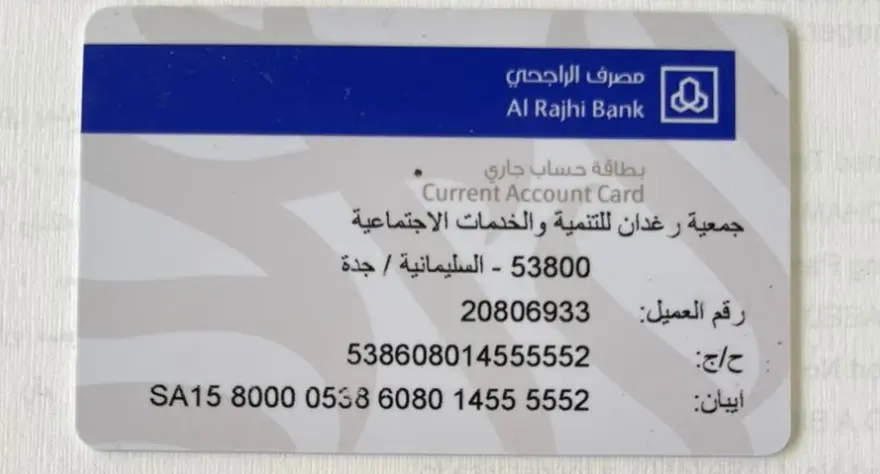 مصرف الراجحي
Al Rajhi Bank
بطاقة حساب جاري
Current Account Card
جمعية رغدان للتنمية والخدمات الاجتماعية
53800 - السليمانية / جدة
رقم العميل: 20806933
ح/ج: 538608014555552
آيبان: SA15 8000 0538 6080 1455 5552